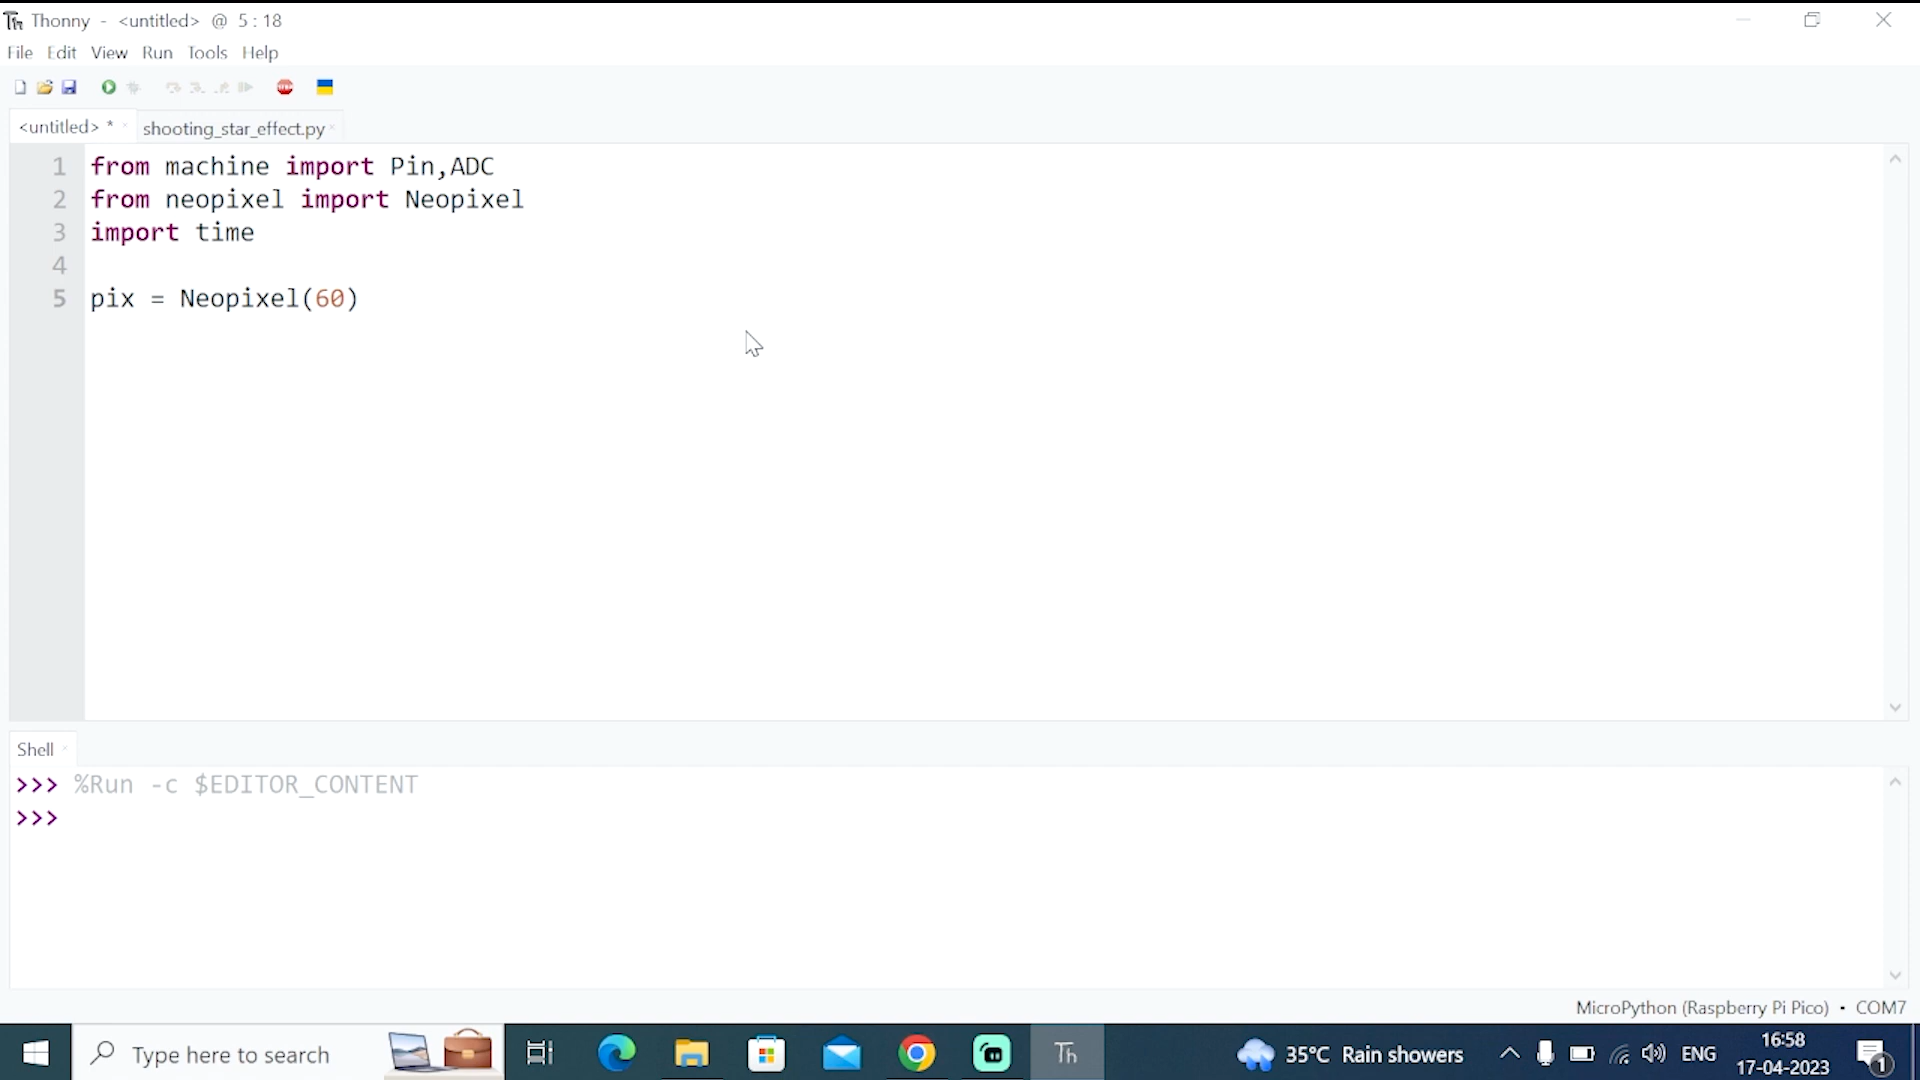 Thonny - <untitled> @ 5 : 18
File Edit View Run Tools Help
<untitled> *
shooting_star_effect.py
1 from machine import Pin,ADC
2 from neopixel import Neopixel
3 import time
4
5 pix = Neopixel(60)
Shell
>>> %Run -c $EDITOR_CONTENT
>>>
MicroPython (Raspberry Pi Pico) • COM7
Type here to search
Th
35°C Rain showers
ENG
16:58
17-04-2023
1